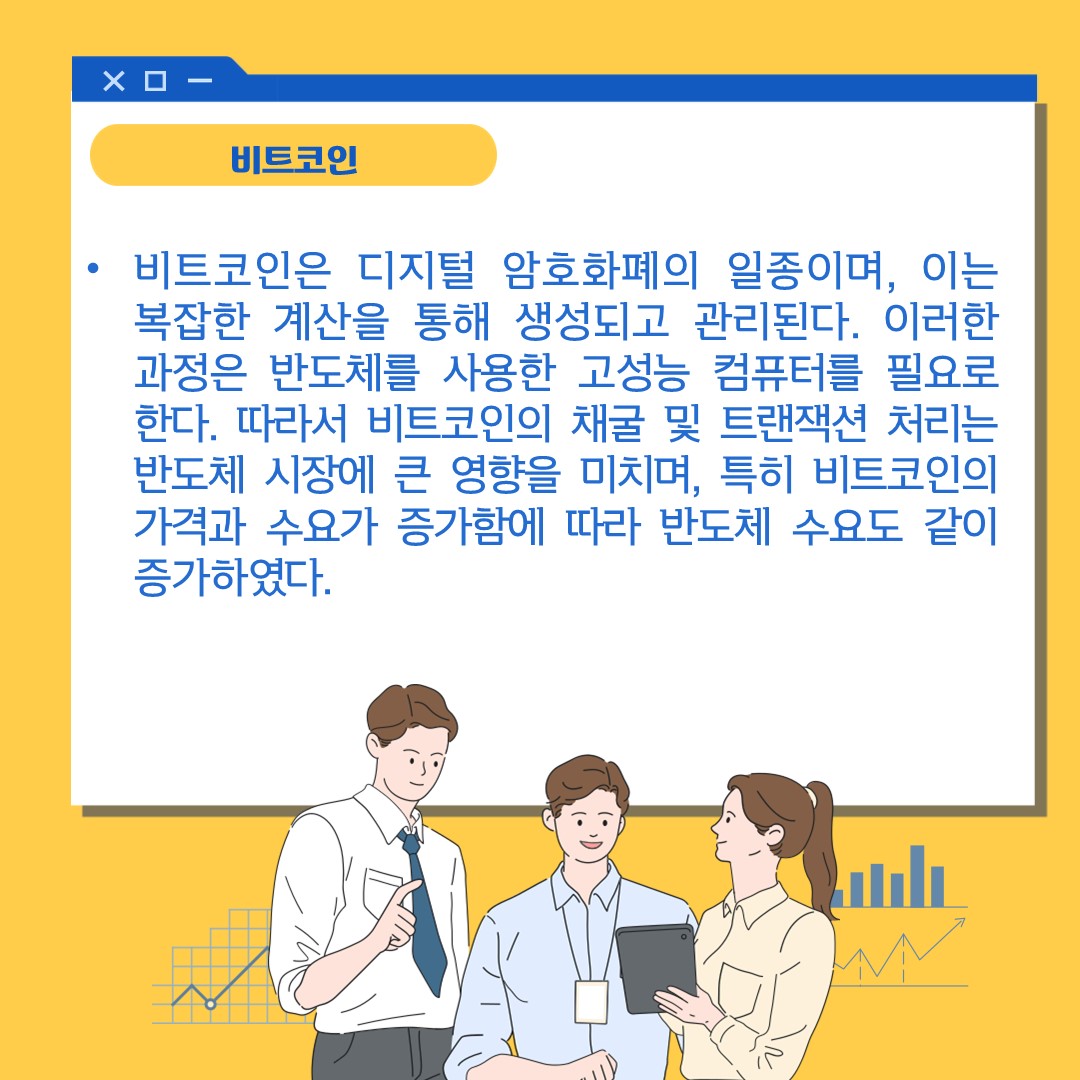 비트코인
• 비트코인은 디지털 암호화폐의 일종이며, 이는
복잡한 계산을 통해 생성되고 관리된다. 이러한
과정은 반도체를 사용한 고성능 컴퓨터를 필요로
한다. 따라서 비트코인의 채굴 및 트랜잭션 처리는
반도체 시장에 큰 영향을 미치며, 특히 비트코인의
가격과 수요가 증가함에 따라 반도체 수요도 같이
증가하였다.